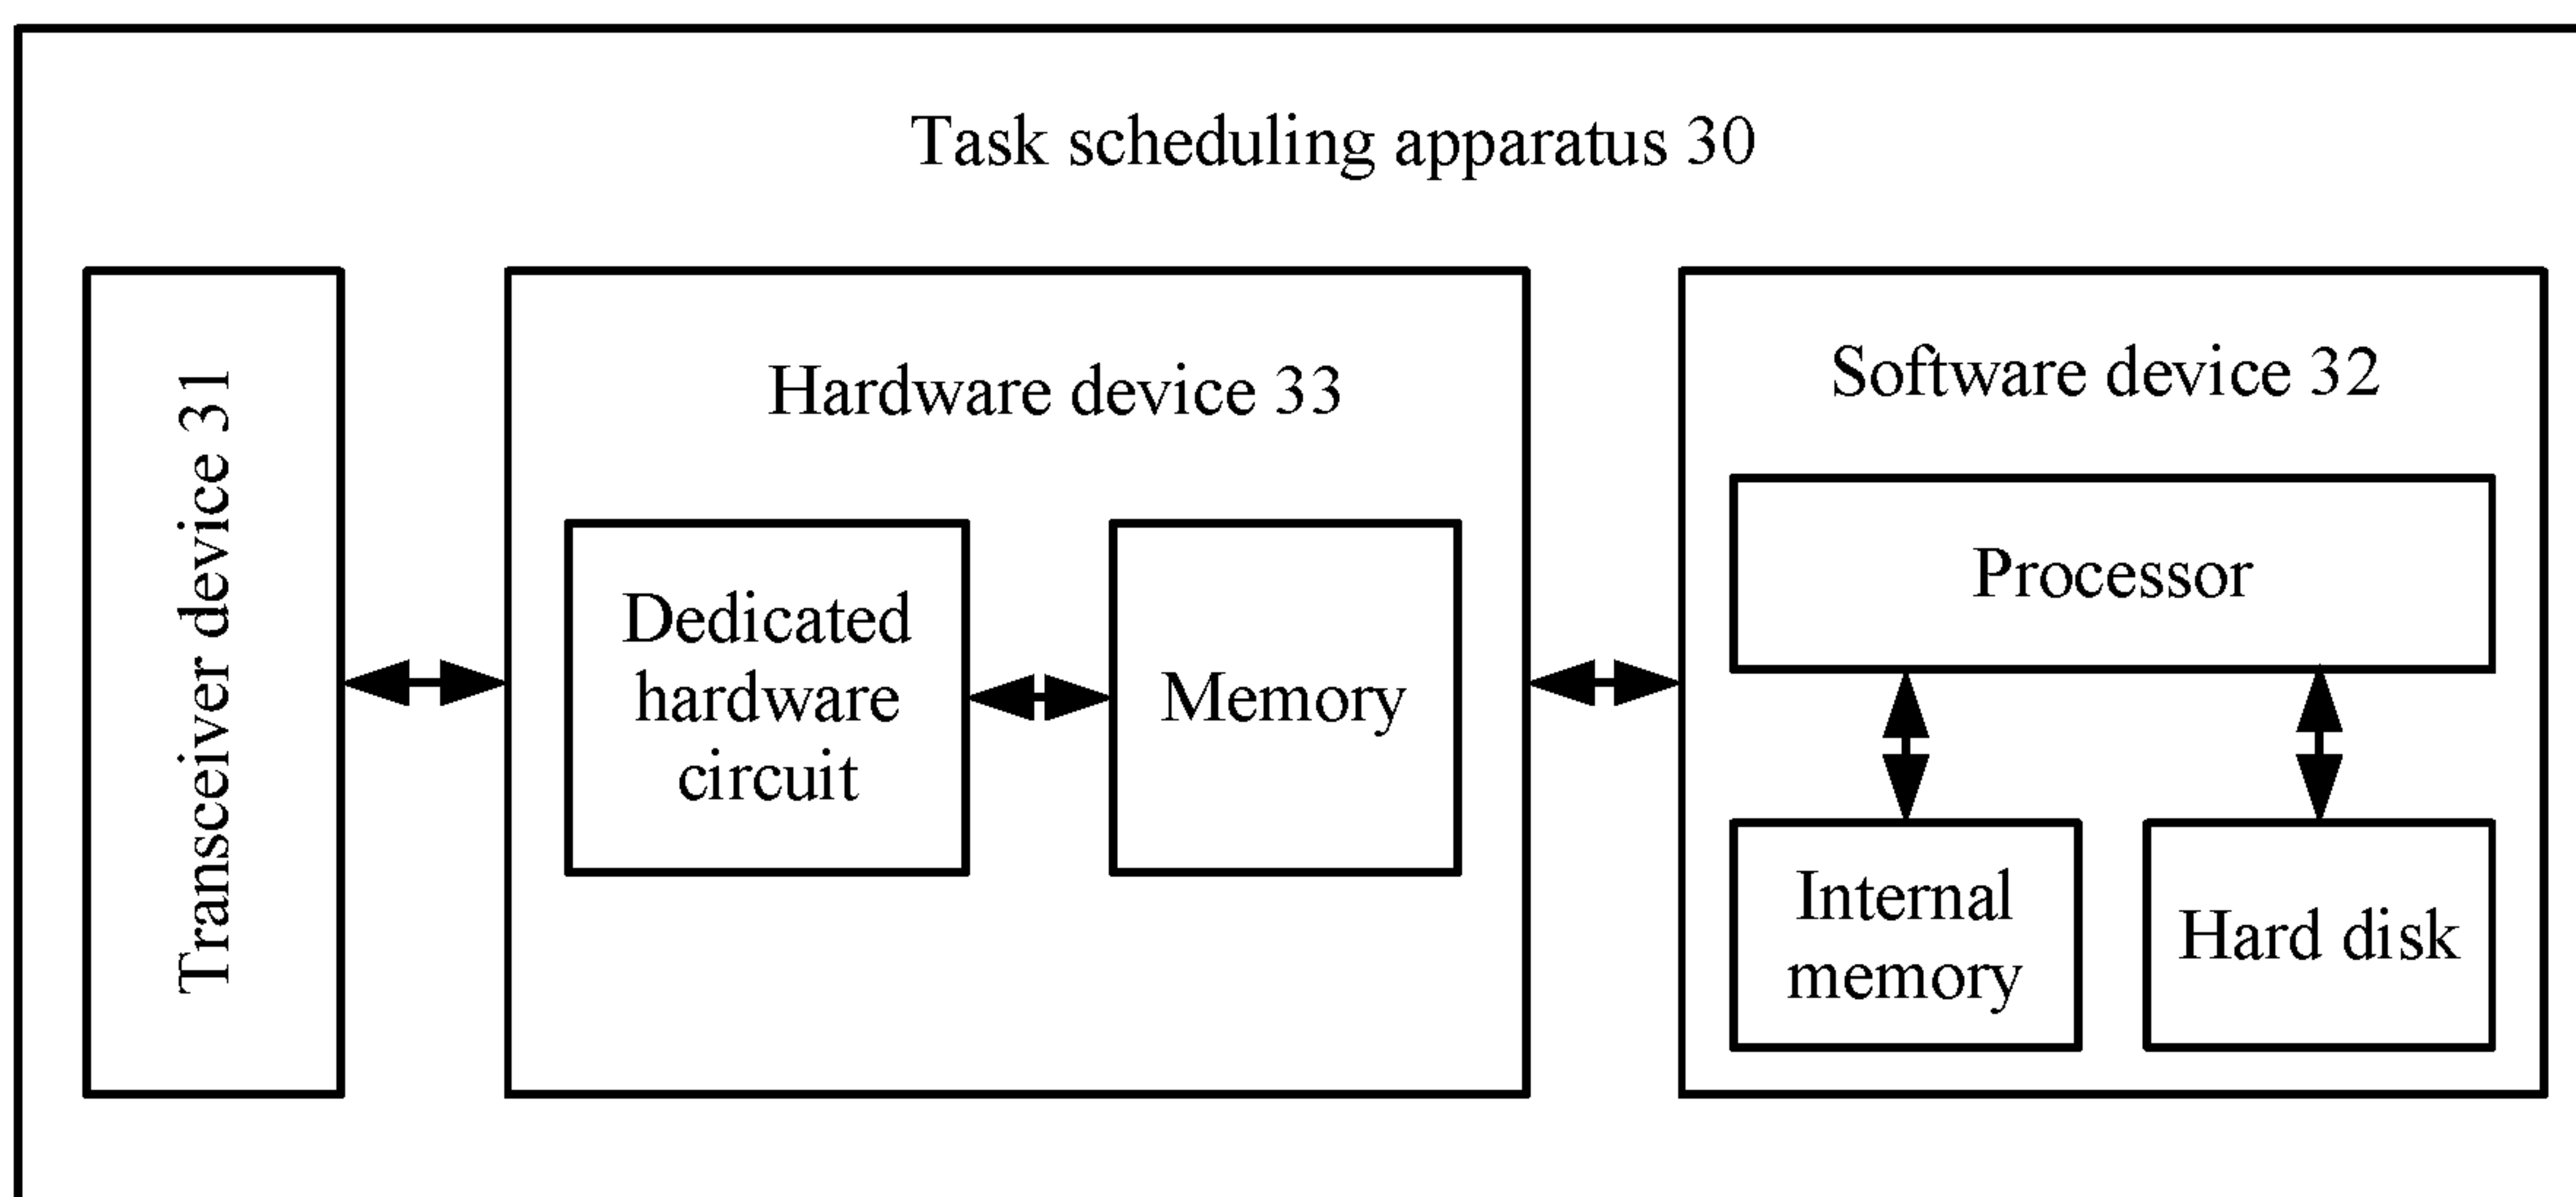 Task scheduling apparatus 30
Transceiver device 31
Hardware device 33
Dedicated
hardware
circuit
Memory
Software device 32
Processor
Internal
memory
Hard disk